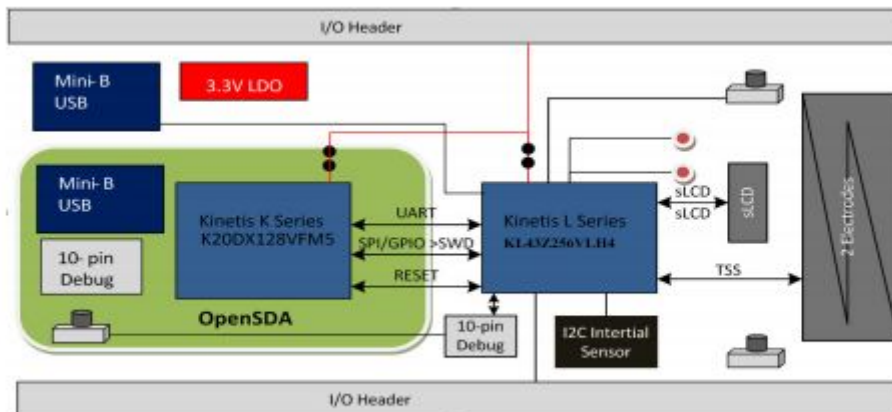 I/O Header
Mini- B
USB
3.3V LDO
Mini-B
USB
Kinetis K Series
K20DX128VFM5
10- pin
Debug
OpenSDA
UART
SPI/GPIO >SWD
RESET
Kinetis L Series
KL43Z256VLH4
10-pin
Debug
I2C Intertial
Sensor
sLCD
sLCD
sLCD
TSS
2 Electrodes
I/O Header